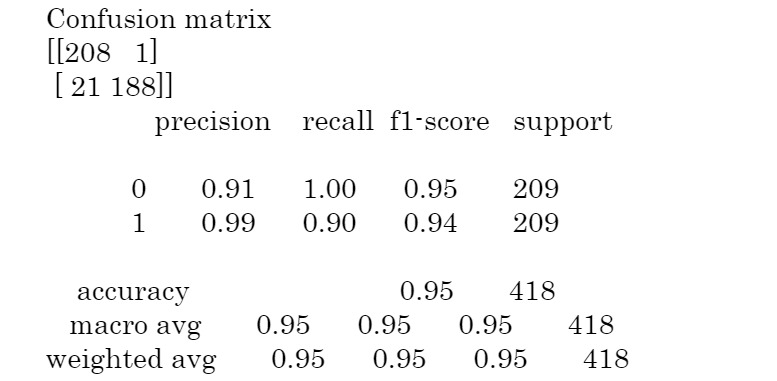 Confusion matrix
[[208 1]
[ 21 188]]
precision recall f1-score support
0 0.91 1.00 0.95 209
1 0.99 0.90 0.94 209
accuracy 0.95 418
macro avg 0.95 0.95 0.95 418
weighted avg 0.95 0.95 0.95 418